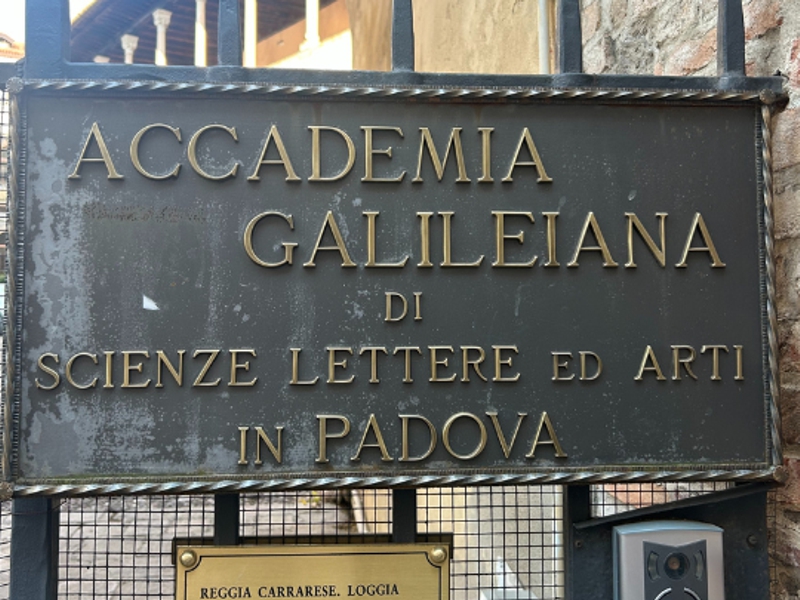 ACCADEMIA
GALILEIANA
DI
SCIENZE LETTERE ED ARTI
IN PADOVA
REGGIA CARRARESE. LOGGIA